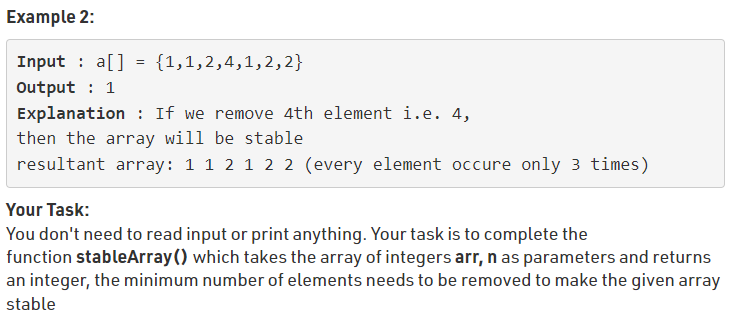 Example 2:
Input : a[] = {1,1,2,4,1,2,2}
Output : 1
Explanation : If we remove 4th element i.e. 4,
then the array will be stable
resultant array: 1 1 2 1 2 2 (every element occure only 3 times)
Your Task:
You don't need to read input or print anything. Your task is to complete the
function stableArray() which takes the array of integers arr, n as parameters and returns
an integer, the minimum number of elements needs to be removed to make the given array
stable